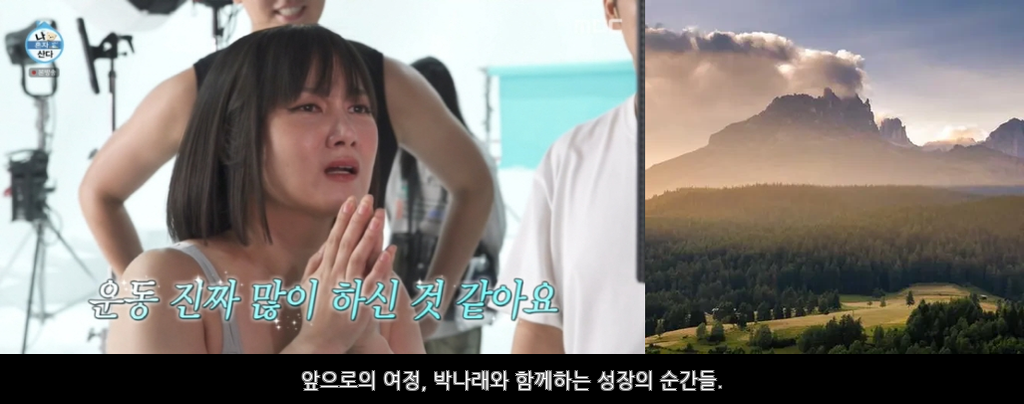 나
혼자
산다
MBC
운동 진짜 많이 하신 것 같아요
앞으로의 여정, 박나래와 함께하는 성장의 순간들.